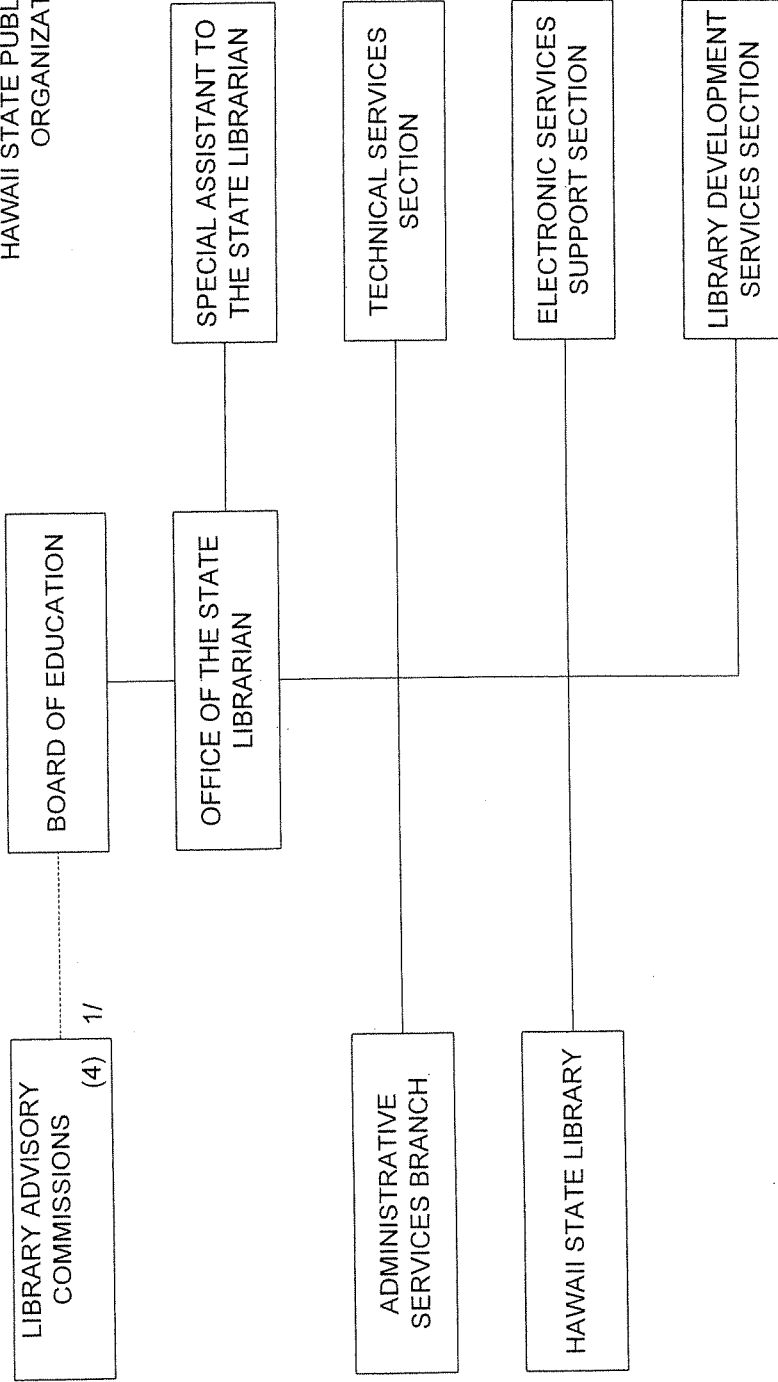 HAWAII STATE PUBL
ORGANIZAT
LIBRARY ADVISORY
COMMISSIONS
(4) 1/
BOARD OF EDUCATION
OFFICE OF THE STATE
LIBRARIAN
SPECIAL ASSISTANT TO
THE STATE LIBRARIAN
ADMINISTRATIVE
SERVICES BRANCH
TECHNICAL SERVICES
SECTION
HAWAII STATE LIBRARY
ELECTRONIC SERVICES
SUPPORT SECTION
LIBRARY DEVELOPMENT
SERVICES SECTION